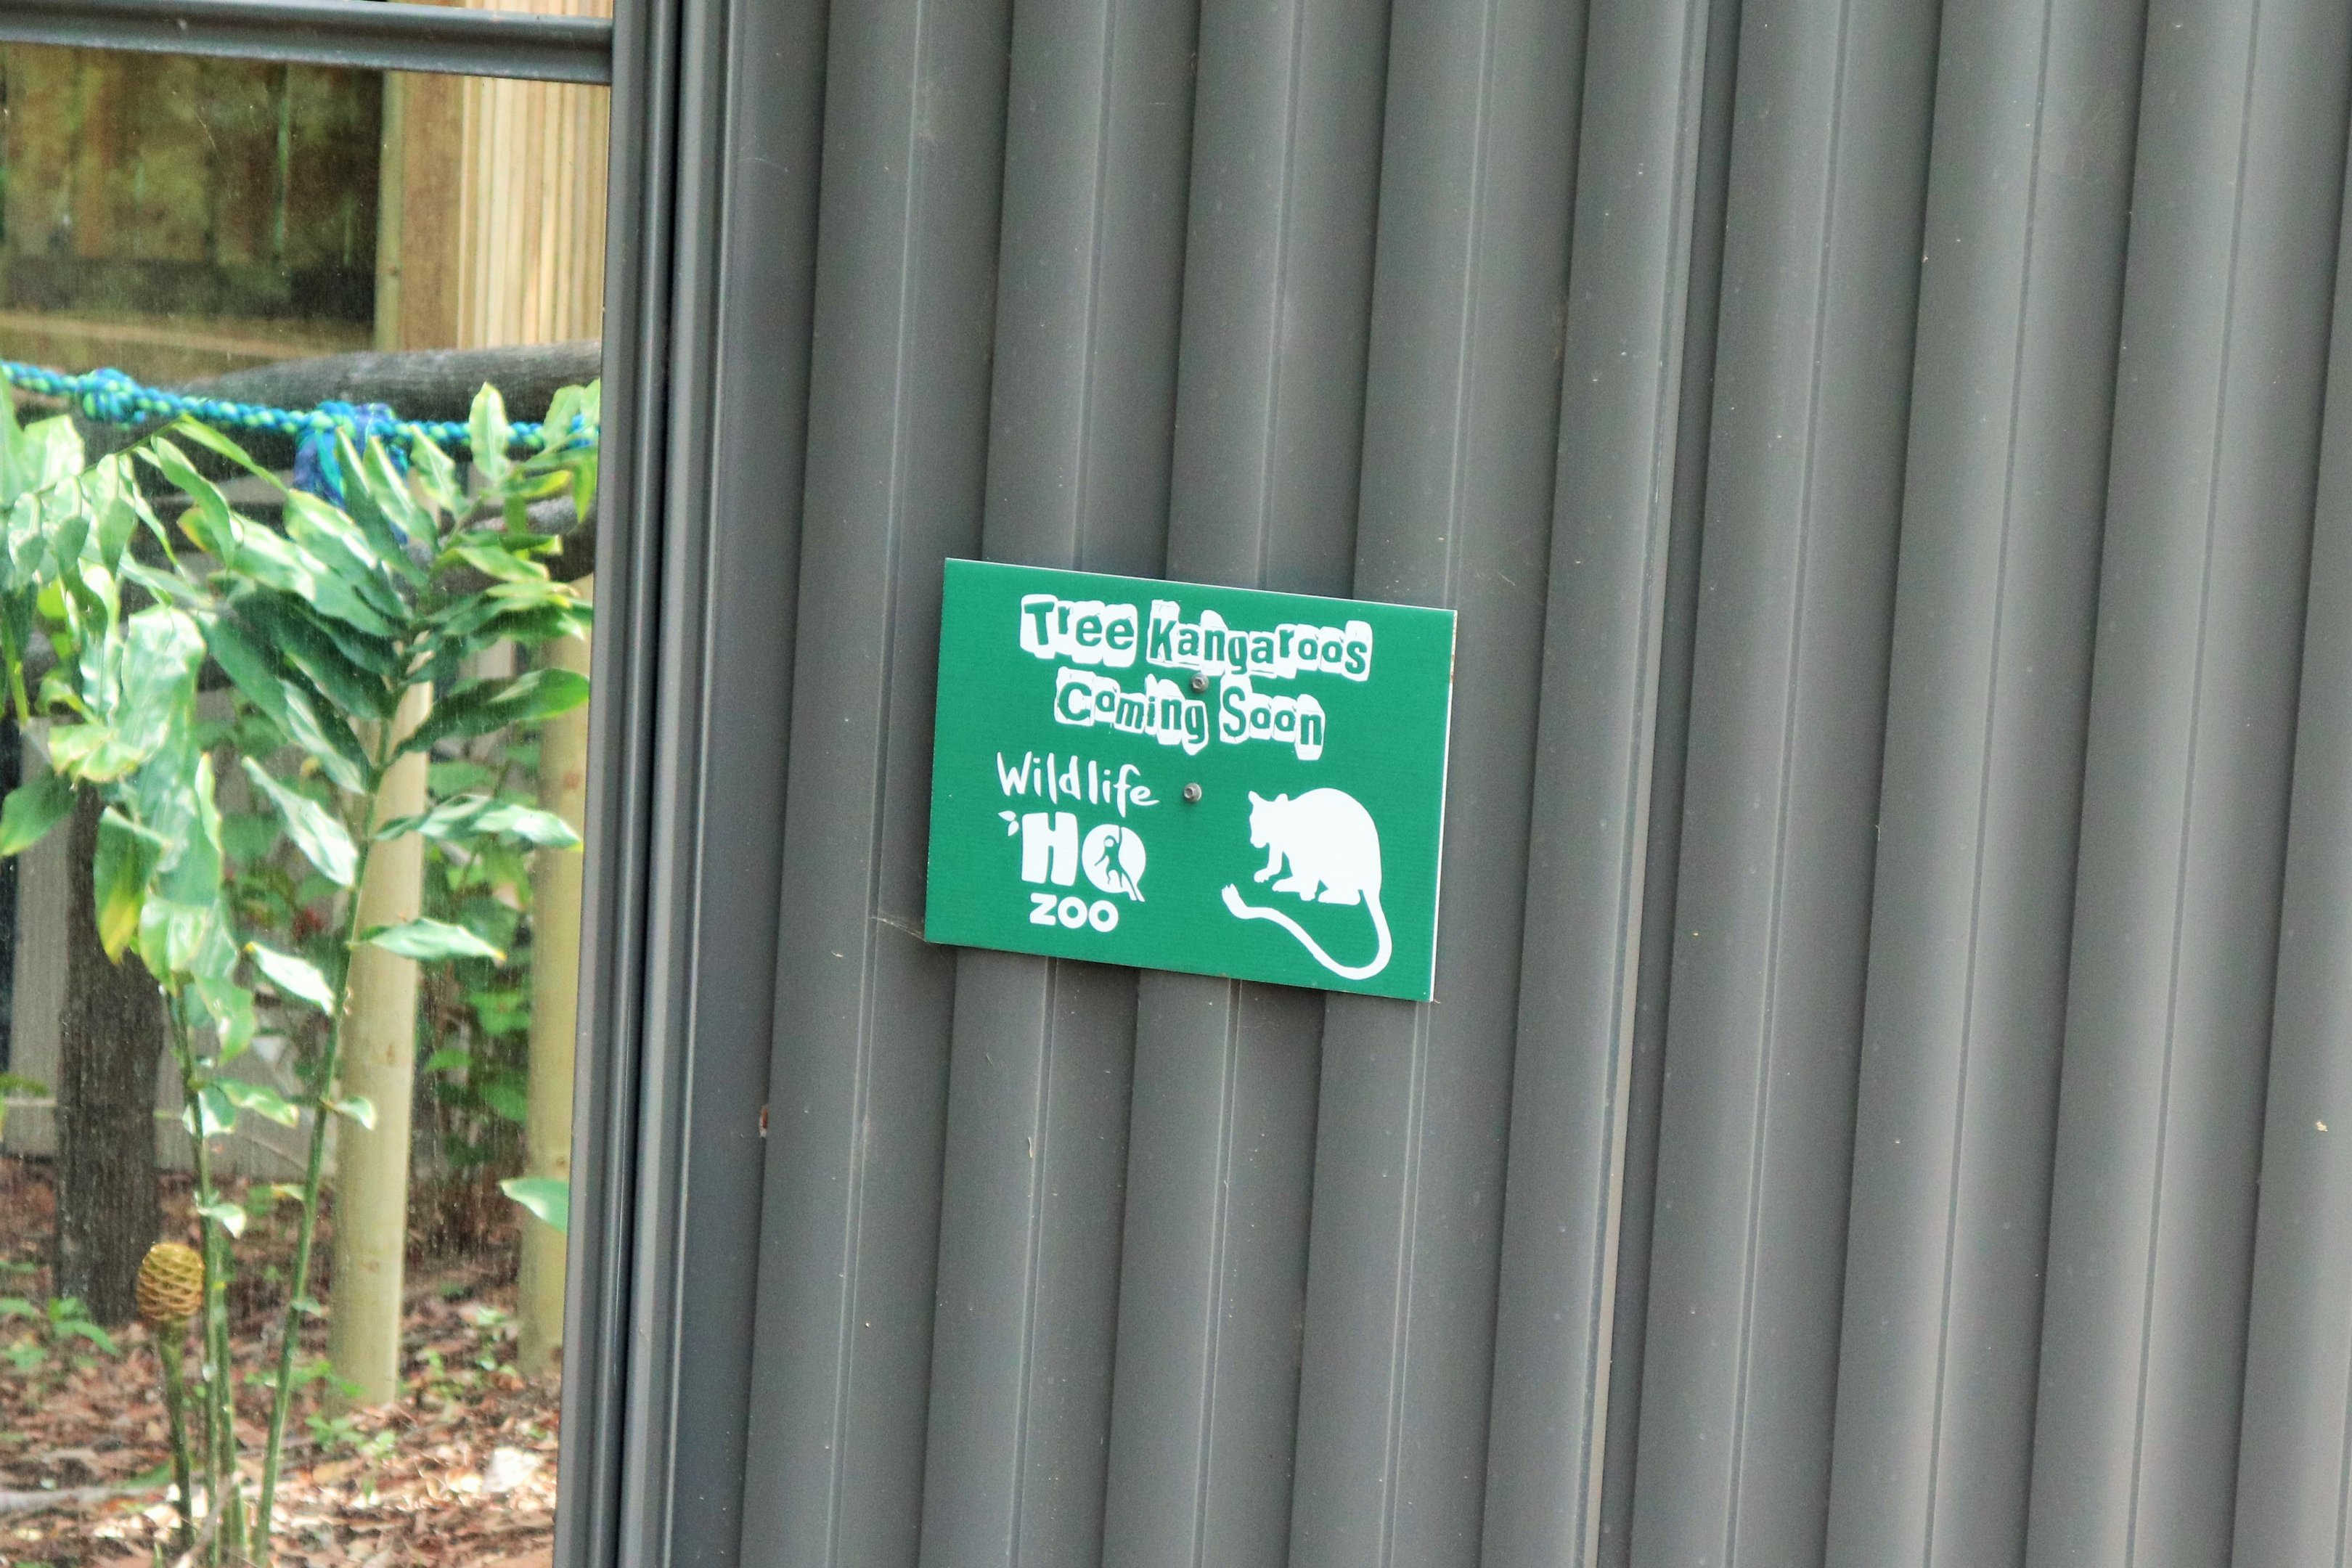 Tree Kangaroos
Coming Soon
Wildlife
HQ
ZOO